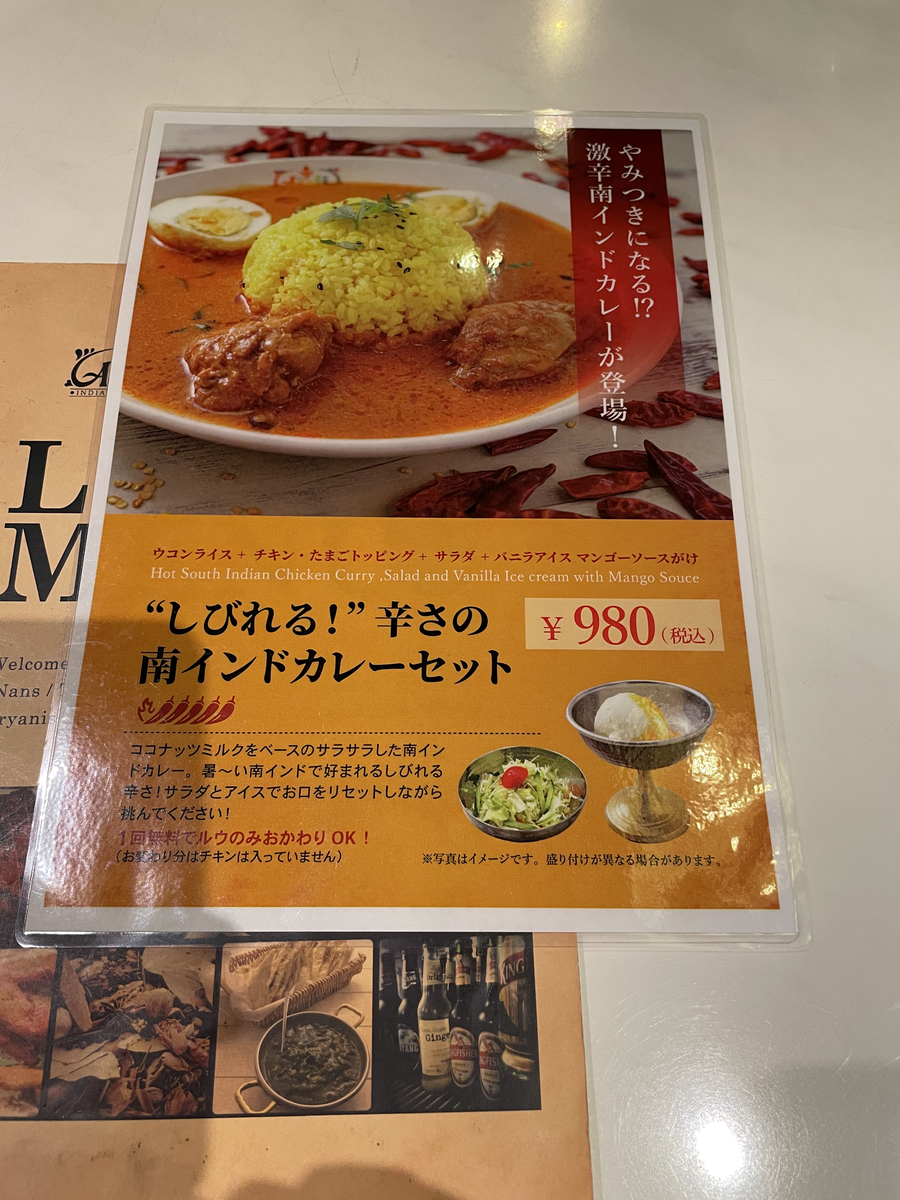 やみつきになる!?
激辛南インドカレーが登場!
ウコンライス + チキン・たまごトッピング + サラダ + バニラアイス マンゴーソースがけ
Hot South Indian Chicken Curry ,Salad and Vanilla Ice cream with Mango Souce
“しびれる!”辛さの
南インドカレーセット
¥980(税込)
ココナッツミルクをベースのサラサラした南イン
ドカレー。暑〜い南インドで好まれるしびれる
辛さ!サラダとアイスでお口をリセットしながら
挑んでください!
1回無料でルウのみおかわりOK!
(お変わり分はチキンは入っていません)
※写真はイメージです。盛り付けが異なる場合があります。
L
M
Welcome
Nans /
Ginge